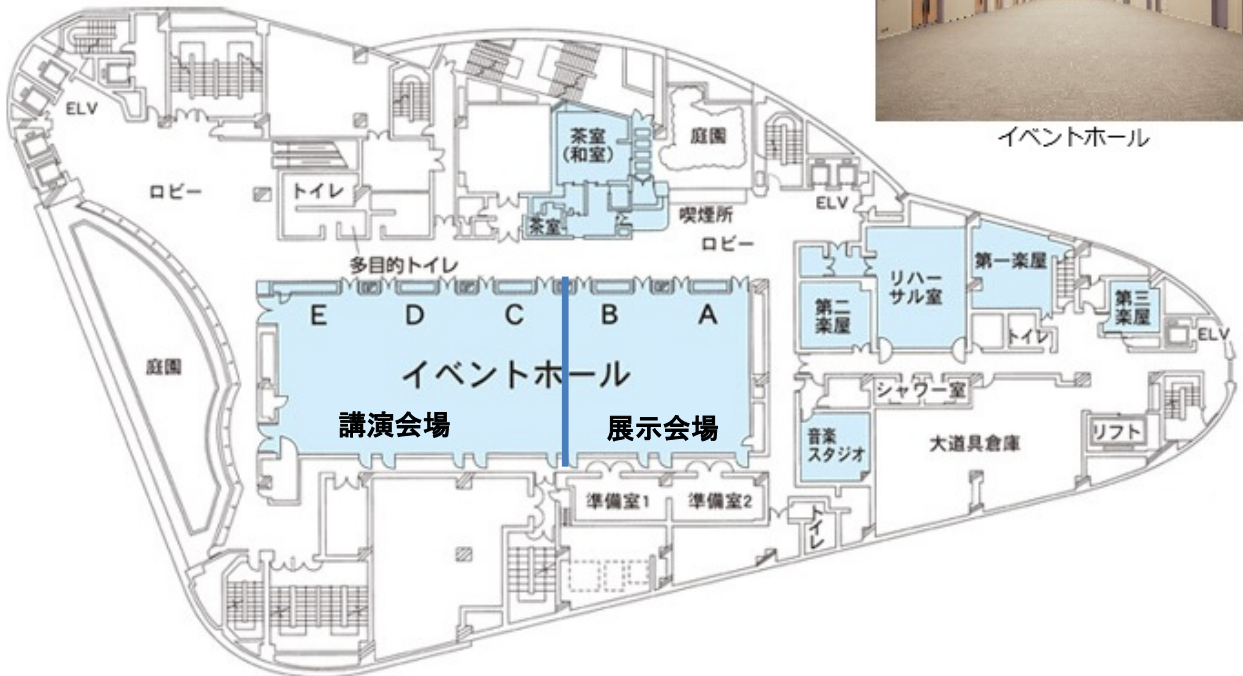 イベントホール
ELV
ロビー
トイレ
多目的トイレ
茶室
(和室)
茶室
庭園
喫煙所
ロビー
ELV
庭園
E
D
C
B
A
イベントホール
講演会場
展示会場
第二
楽屋
リハー
サル室
第一楽屋
第三
楽屋
トイレ
ELV
シャワー室
音楽
スタジオ
大道具倉庫
リフト
準備室1
準備室2
トイレ